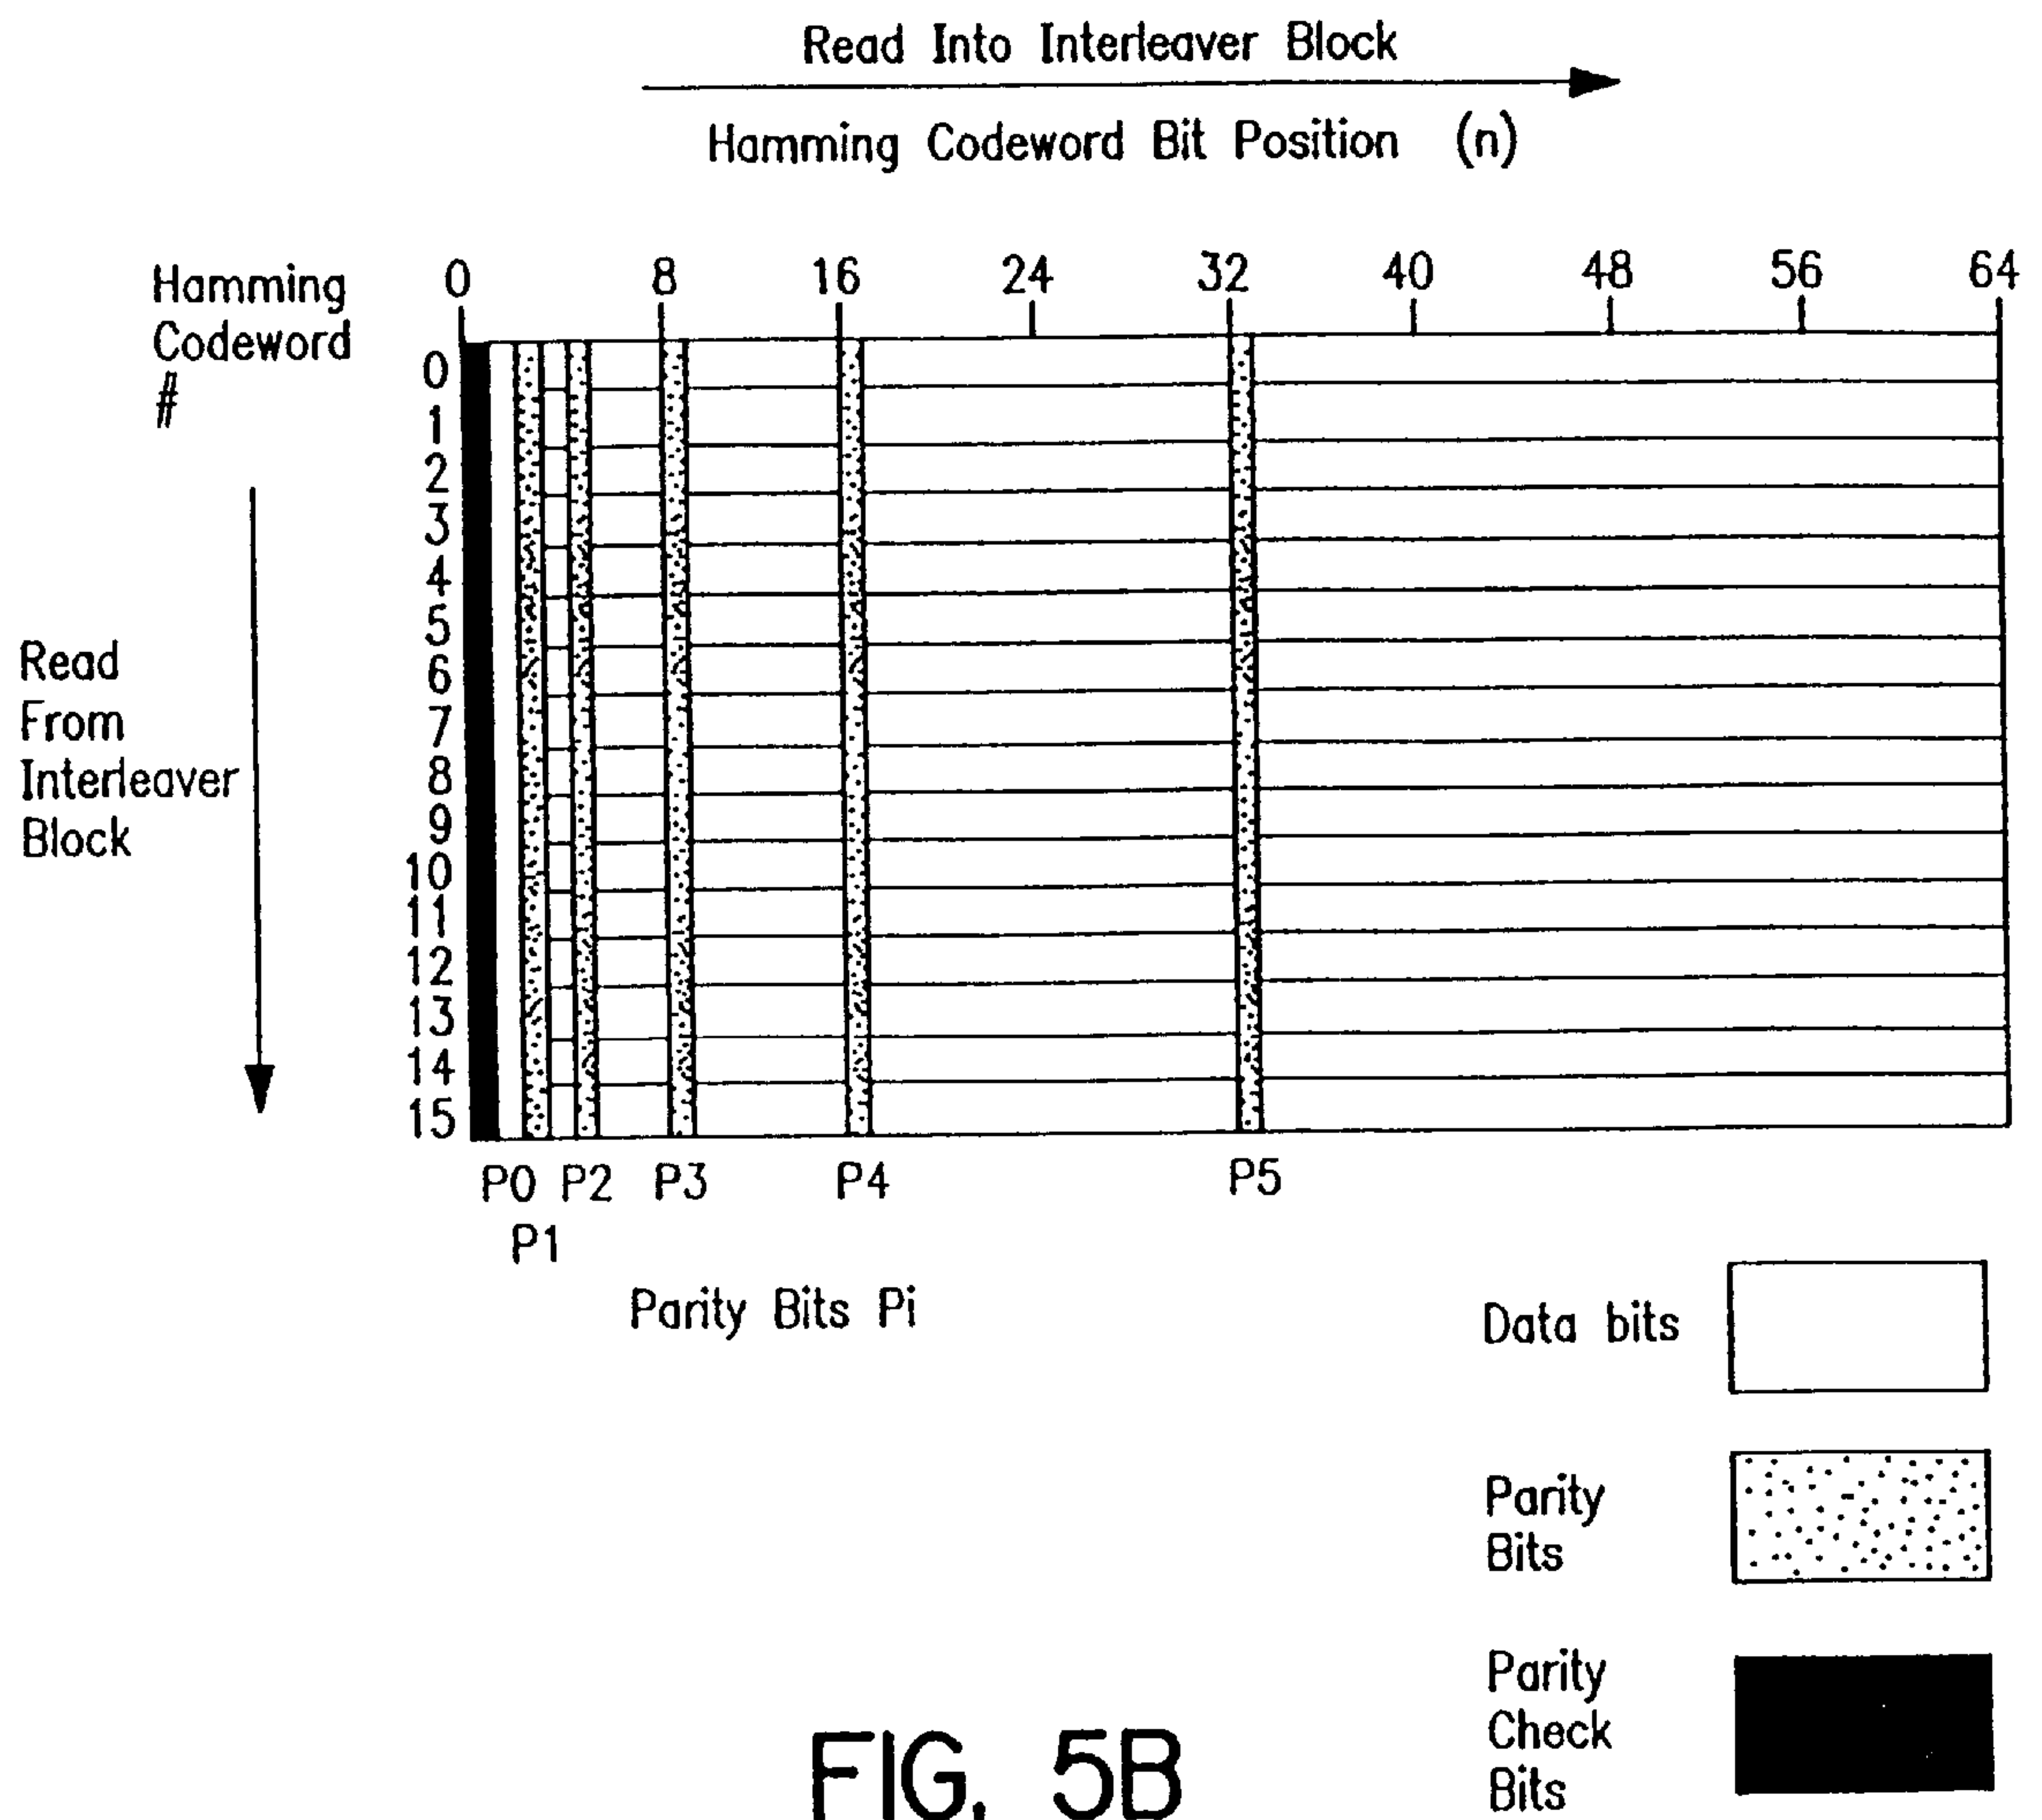 Read Into Interleaver Block
Hamming Codeword Bit Position (n)
Hamming
Codeword
#
0 8 16 24 32 40 48 56 64
0
1
2
3
4
5
6
7
8
9
10
11
12
13
14
15
Read
From
Interleaver
Block
P0 P2 P3 P4 P5
P1
Parity Bits Pi
Data bits
Parity
Bits
Parity
Check
Bits
FIG. 5B